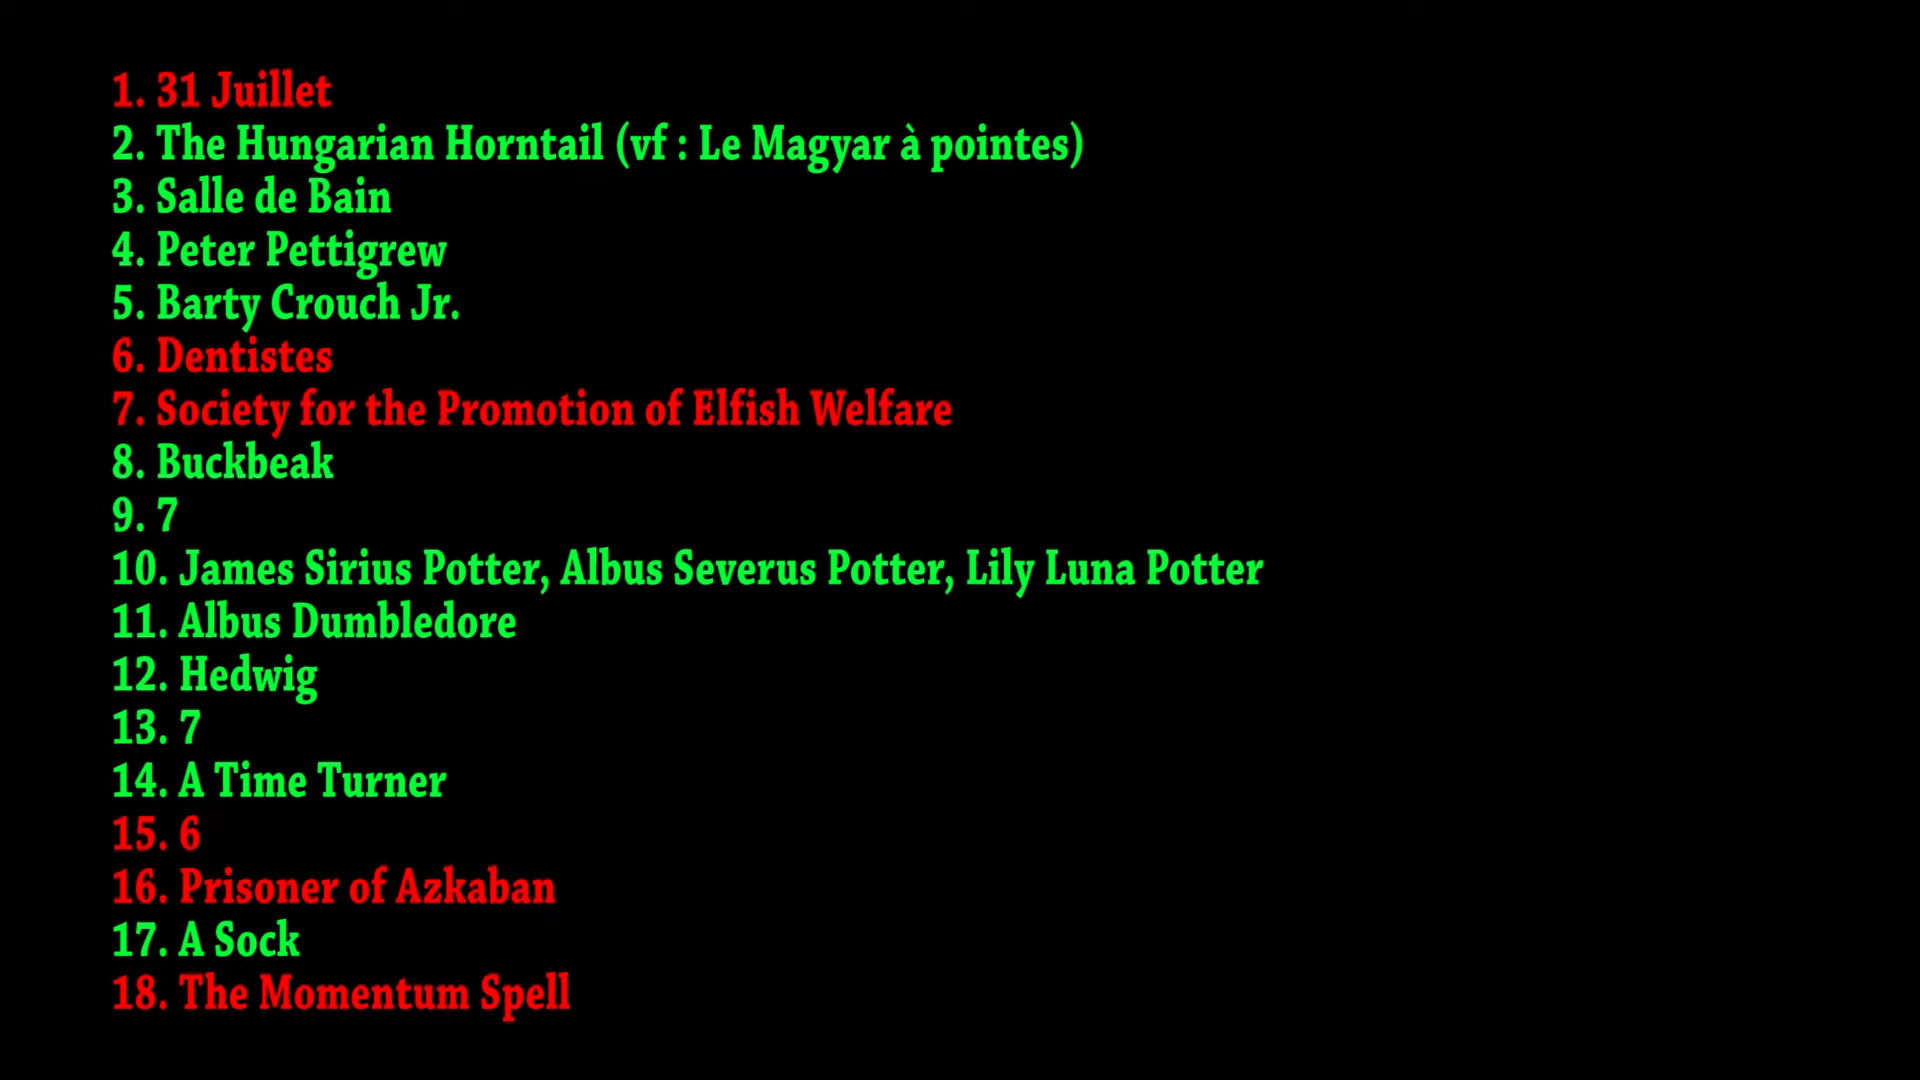 1. 31 Juillet
2. The Hungarian Horntail (vf : Le Magyar à pointes)
3. Salle de Bain
4. Peter Pettigrew
5. Barty Crouch Jr.
6. Dentistes
7. Society for the Promotion of Elfish Welfare
8. Buckbeak
9. 7
10. James Sirius Potter, Albus Severus Potter, Lily Luna Potter
11. Albus Dumbledore
12. Hedwig
13. 7
14. A Time Turner
15. 6
16. Prisoner of Azkaban
17. A Sock
18. The Momentum Spell